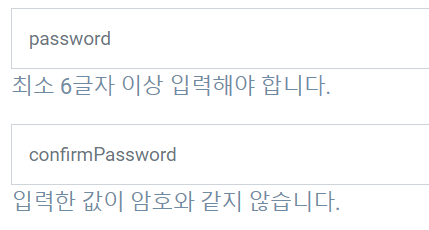 password
최소 6글자 이상 입력해야 합니다.
confirmPassword
입력한 값이 암호와 같지 않습니다.